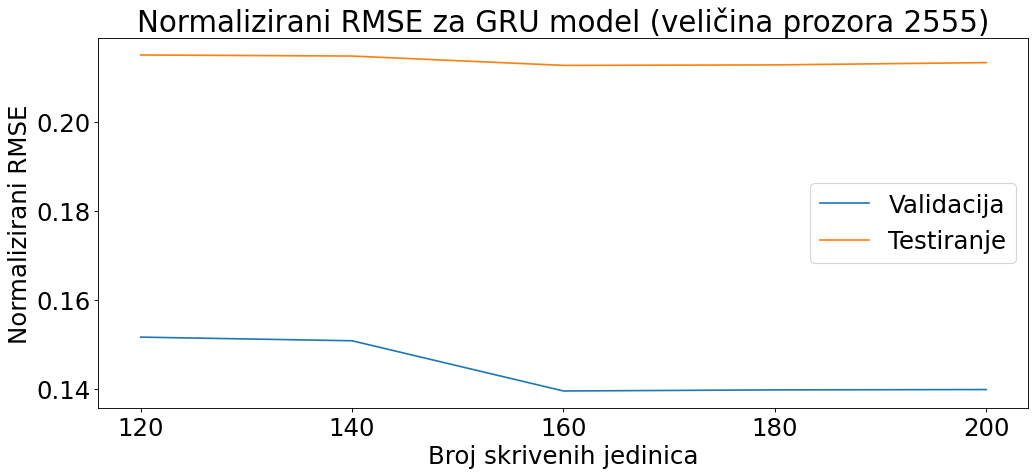 Normalizirani RMSE za GRU model (veličina prozora 2555)
Normalizirani RMSE
0.20
0.18
0.16
0.14
Validacija
Testiranje
120 140 160 180 200
Broj skrivenih jedinica